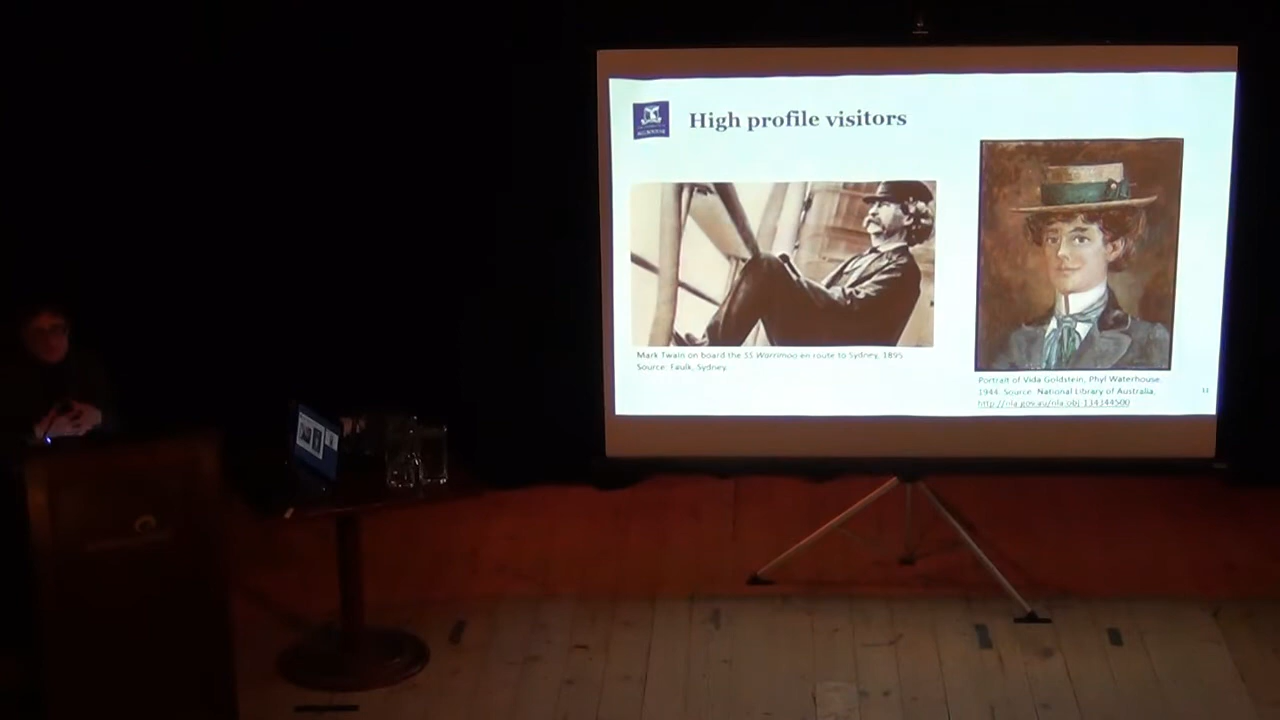 High profile visitors
MELBOURNE
Mark Twain on board the SS Warrimoo en route to Sydney, 1895
Source: Faulk, Sydney.
Portrait of Vida Goldstein, Phyl Waterhouse,
1944. Source: National Library of Australia,
http://nla.gov.au/nla.obj-134344500